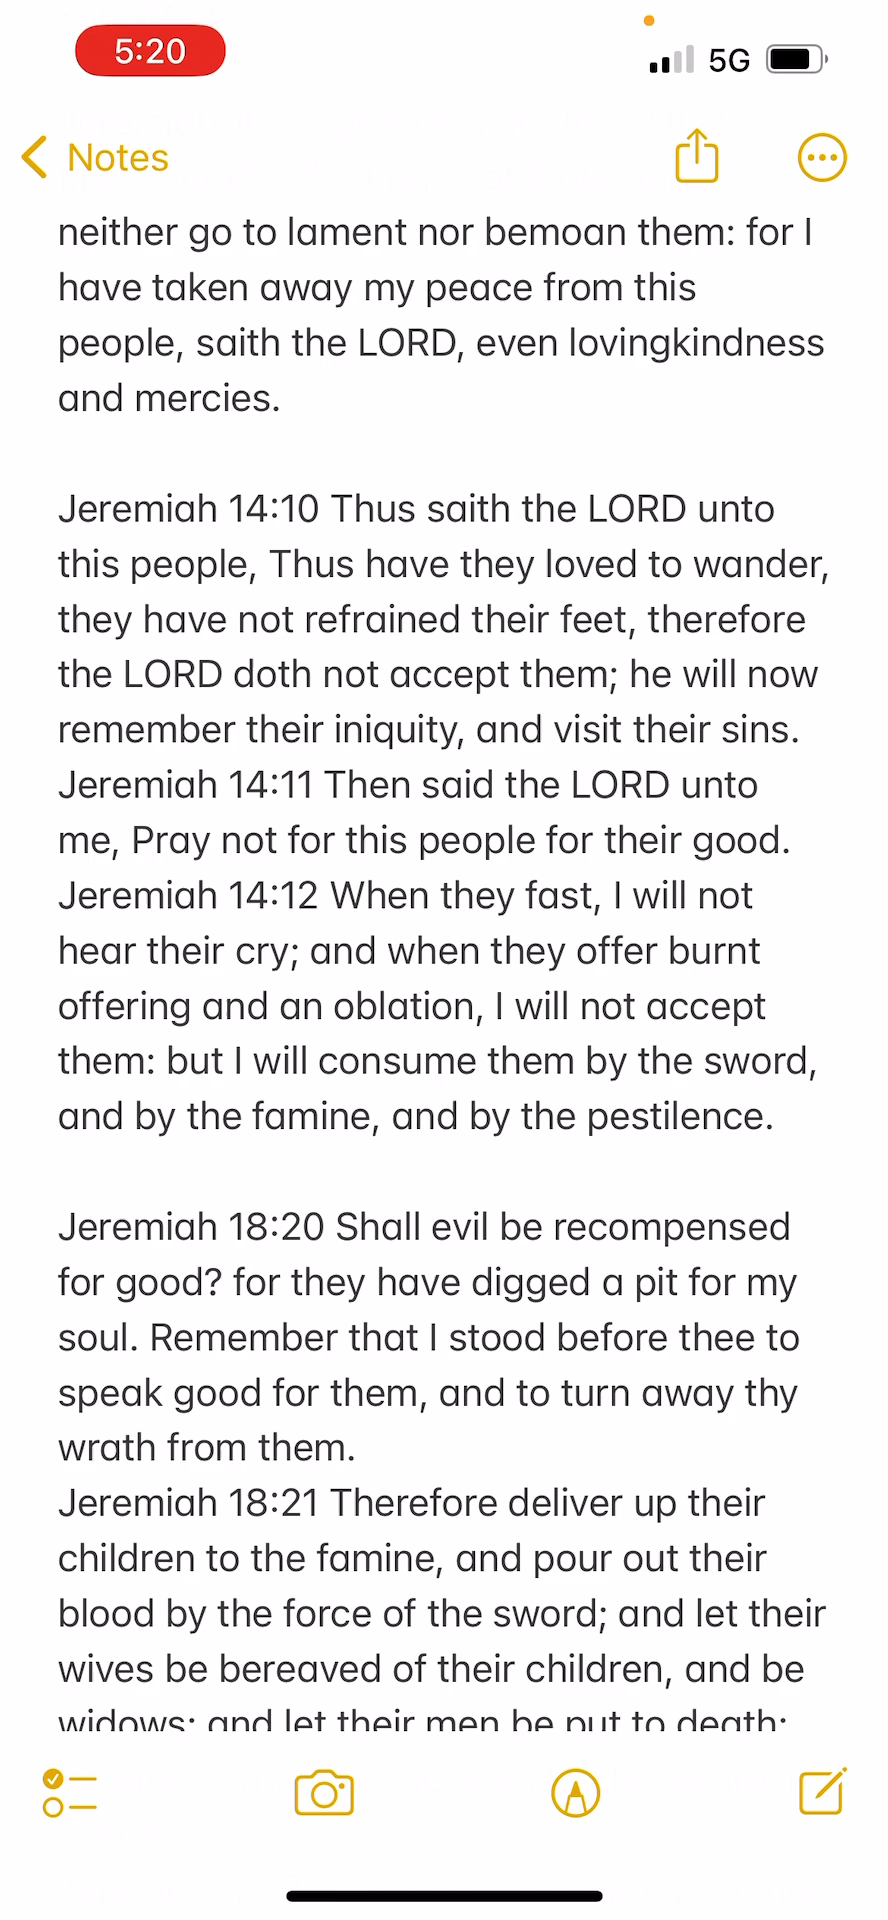 5:20
5G
Notes
neither go to lament nor bemoan them: for I
have taken away my peace from this
people, saith the LORD, even lovingkindness
and mercies.
Jeremiah 14:10 Thus saith the LORD unto
this people, Thus have they loved to wander,
they have not refrained their feet, therefore
the LORD doth not accept them; he will now
remember their iniquity, and visit their sins.
Jeremiah 14:11 Then said the LORD unto
me, Pray not for this people for their good.
Jeremiah 14:12 When they fast, I will not
hear their cry; and when they offer burnt
offering and an oblation, I will not accept
them: but I will consume them by the sword,
and by the famine, and by the pestilence.
Jeremiah 18:20 Shall evil be recompensed
for good? for they have digged a pit for my
soul. Remember that I stood before thee to
speak good for them, and to turn away thy
wrath from them.
Jeremiah 18:21 Therefore deliver up their
children to the famine, and pour out their
blood by the force of the sword; and let their
wives be bereaved of their children, and be
widows; and let their men be put to death;